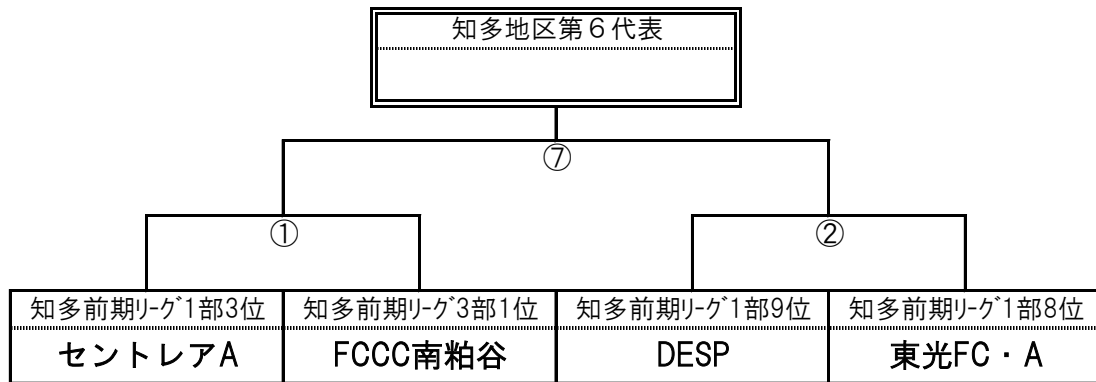 知多地区第６代表
⑦
①
②
知多前期ﾘｰｸﾞ1部3位
知多前期ﾘｰｸﾞ3部1位
知多前期ﾘｰｸﾞ1部9位
知多前期ﾘｰｸﾞ1部8位
セントレアA
FCCC南粕谷
DESP
東光FC・A